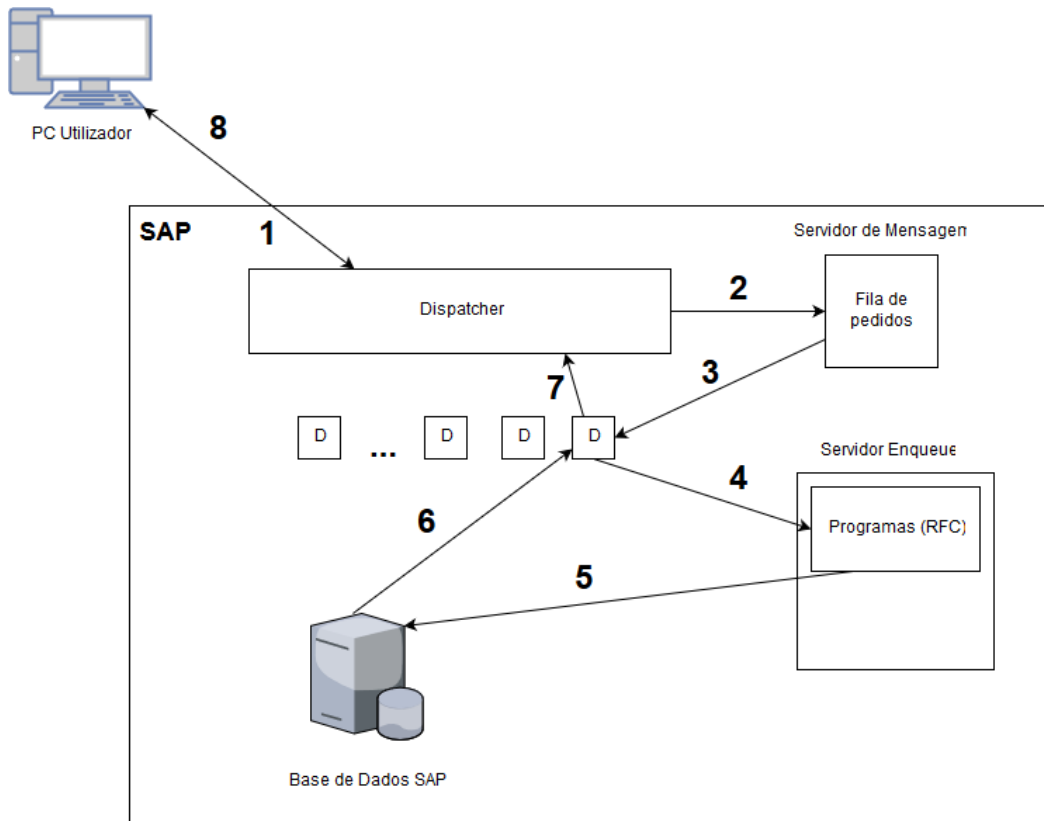 8
PC Utilizador
SAP
1
Servidor de Mensagem
Dispatcher
2
Fila de
pedidos
3
7
D
...
D
D
D
Servidor Enqueue
4
Programas (RFC)
6
5
Base de Dados SAP